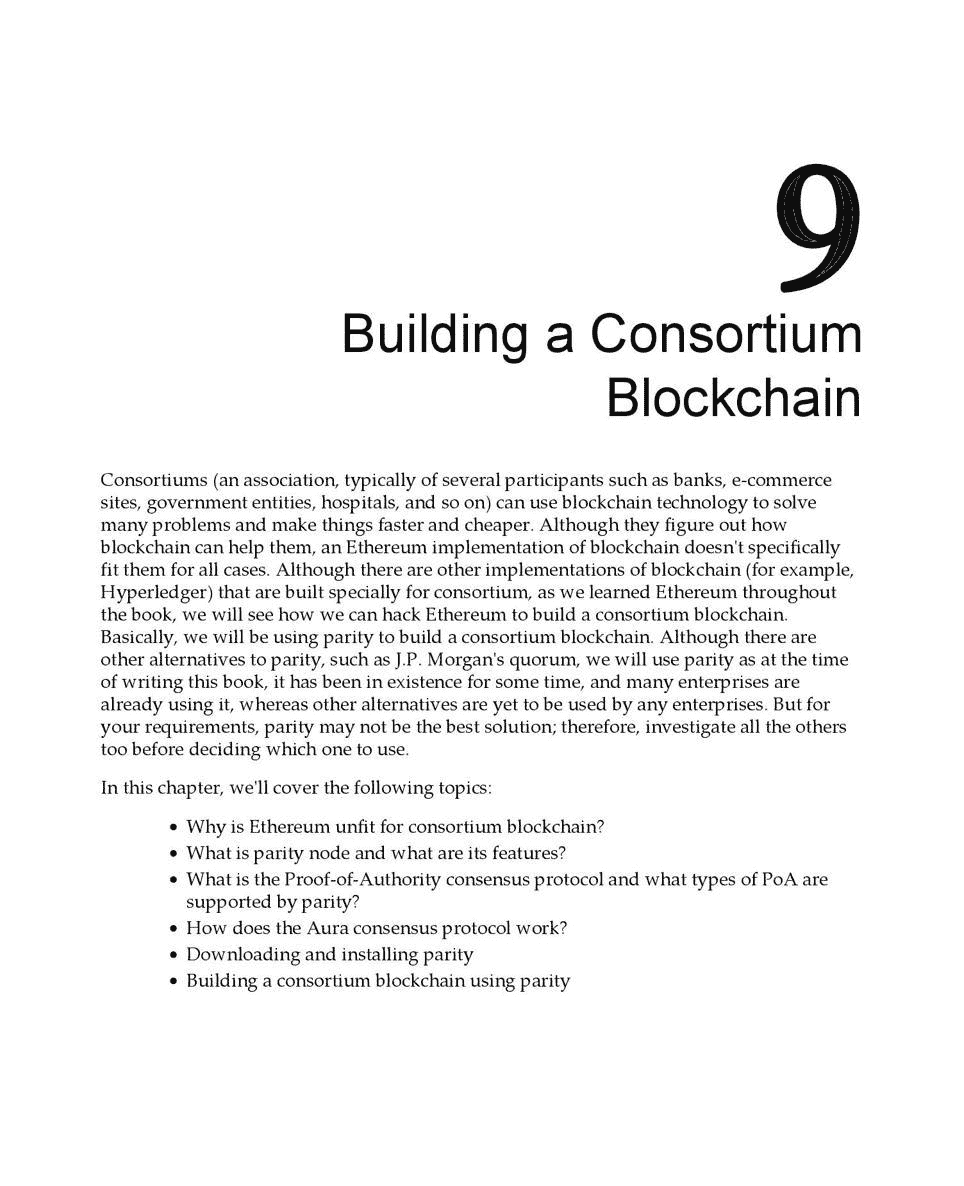 9
Building a Consortium
Blockchain
Consortiums (an association, typically of several participants such as banks, e-commerce
sites, government entities, hospitals, and so on) can use blockchain technology to solve
many problems and make things faster and cheaper. Although they figure out how
blockchain can help them, an Ethereum implementation of blockchain doesn't specifically
fit them for all cases. Although there are other implementations of blockchain (for example,
Hyperledger) that are built specially for consortium, as we learned Ethereum throughout
the book, we will see how we can hack Ethereum to build a consortium blockchain.
Basically, we will be using parity to build a consortium blockchain. Although there are
other alternatives to parity, such as J.P. Morgan's quorum, we will use parity as at the time
of writing this book, it has been in existence for some time, and many enterprises are
already using it, whereas other alternatives are yet to be used by any enterprises. But for
your requirements, parity may not be the best solution; therefore, investigate all the others
too before deciding which one to use.
In this chapter, we'll cover the following topics:
• Why is Ethereum unfit for consortium blockchain?
• What is parity node and what are its features?
• What is the Proof-of-Authority consensus protocol and what types of PoA are
supported by parity?
• How does the Aura consensus protocol work?
• Downloading and installing parity
• Building a consortium blockchain using parity